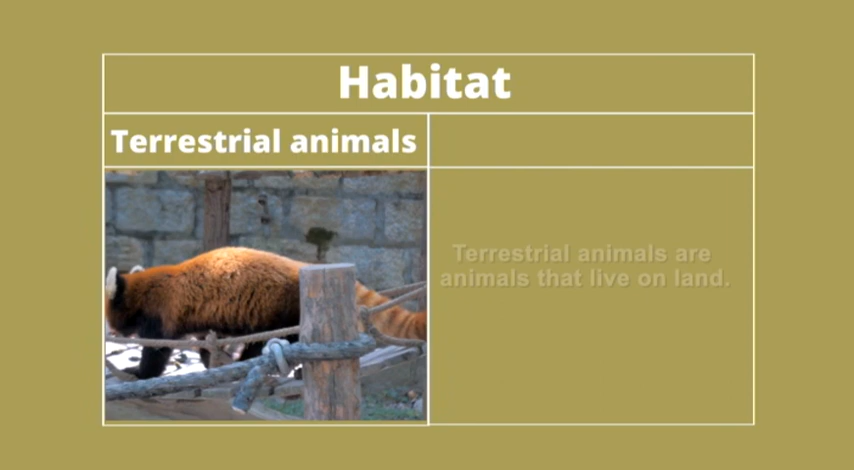 Habitat
Terrestrial animals
Terrestrial animals are
animals that live on land.